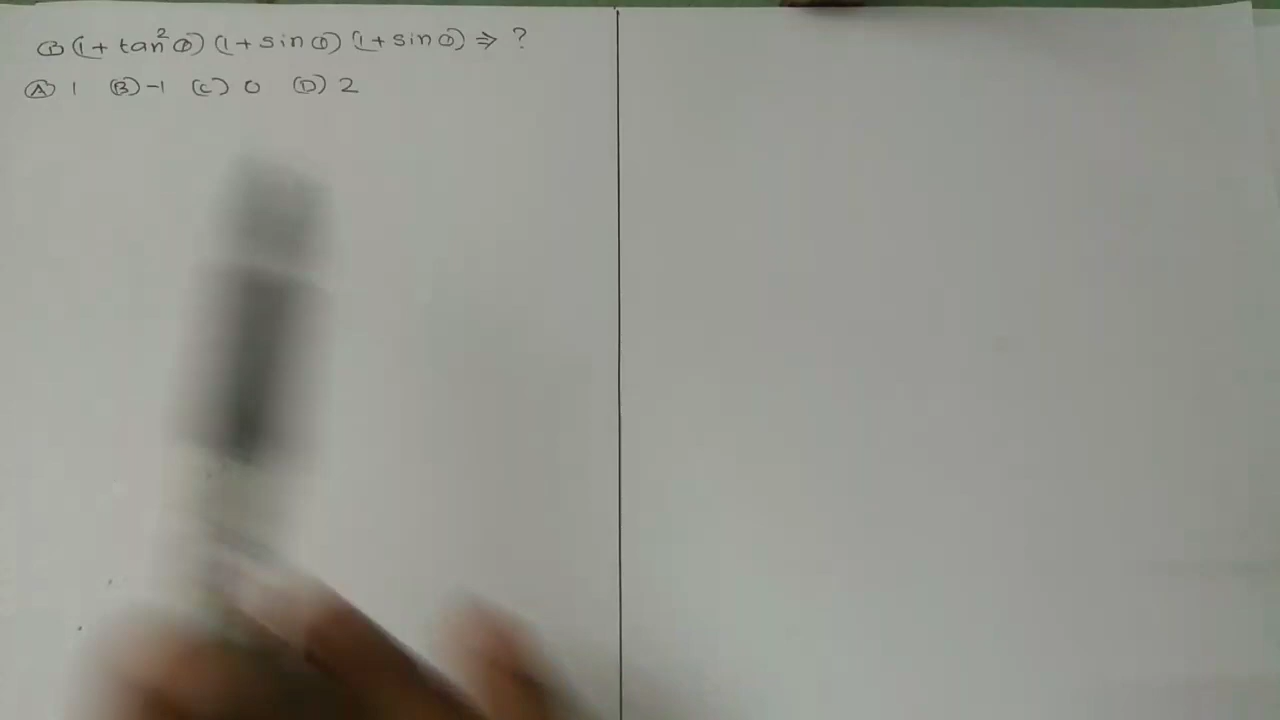 ① (1 + tan²θ) (1 + sin θ) (1 + sin θ) ⇒ ?
Ⓐ 1 (B) -1 (C) 0 (D) 2